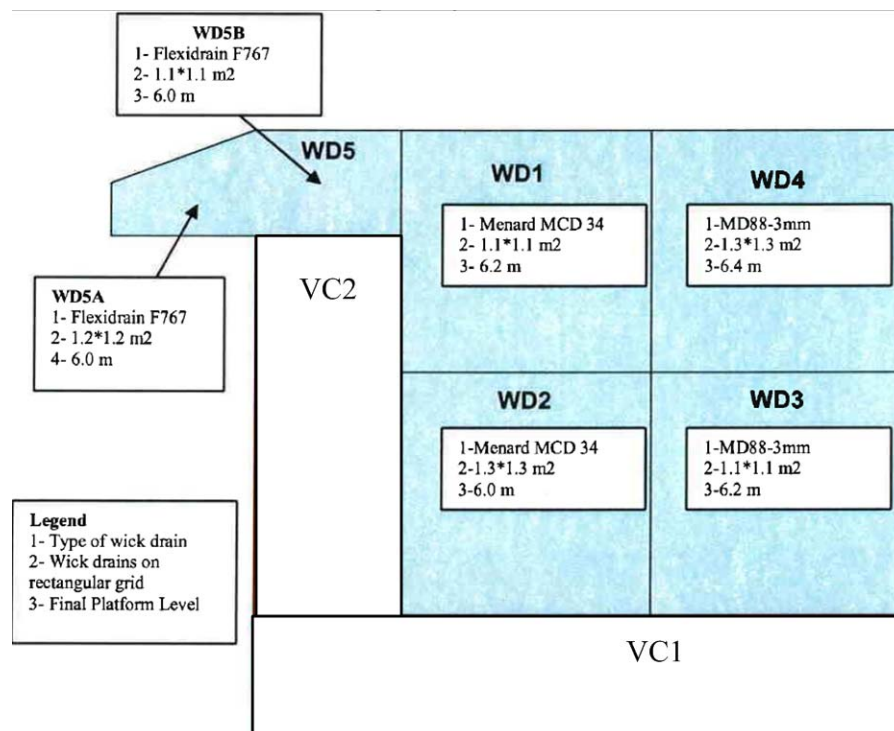 WD5B
1- Flexidrain F767
2- 1.1*1.1 m2
3- 6.0 m
WD5
WD1
WD4
1- Menard MCD 34
2- 1.1*1.1 m2
3- 6.2 m
1-MD88-3mm
2-1.3*1.3 m2
3-6.4 m
WD5A
1- Flexidrain F767
2- 1.2*1.2 m2
4- 6.0 m
VC2
WD2
WD3
1-Menard MCD 34
2-1.3*1.3 m2
3-6.0 m
1-MD88-3mm
2-1.1*1.1 m2
3-6.2 m
Legend
1- Type of wick drain
2- Wick drains on
rectangular grid
3- Final Platform Level
VC1